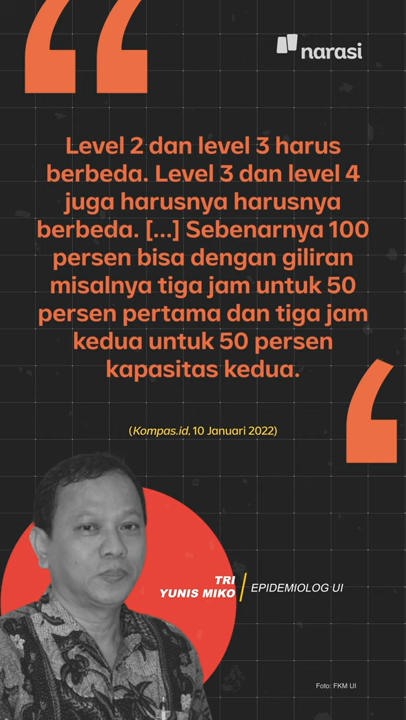 narasi
Level 2 dan level 3 harus
berbeda. Level 3 dan level 4
juga harusnya harusnya
berbeda. [...] Sebenarnya 100
persen bisa dengan giliran
misalnya tiga jam untuk 50
persen pertama dan tiga jam
kedua untuk 50 persen
kapasitas kedua.
(Kompas.id, 10 Januari 2022)
TRI
YUNIS MIKO
EPIDEMIOLOG UI
Foto: FKM UI